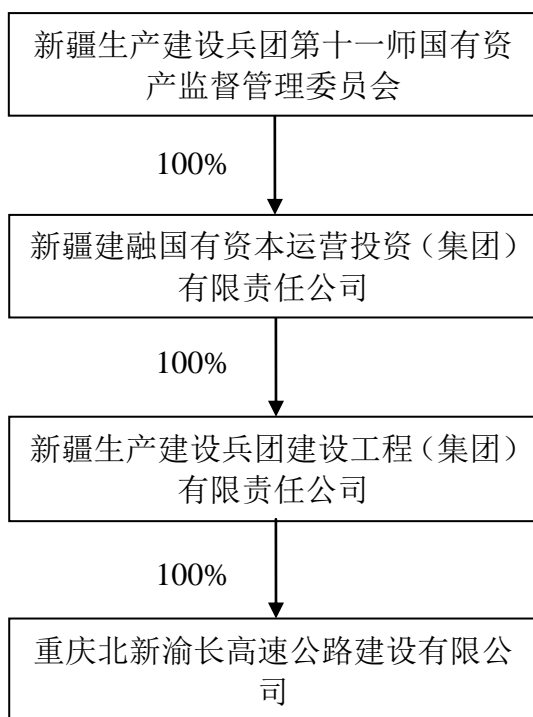 新疆生产建设兵团第十一师国有资
产监督管理委员会
100%
新疆建融国有资本运营投资（集团）
有限责任公司
100%
新疆生产建设兵团建设工程（集团）
有限责任公司
100%
重庆北新渝长高速公路建设有限公
司